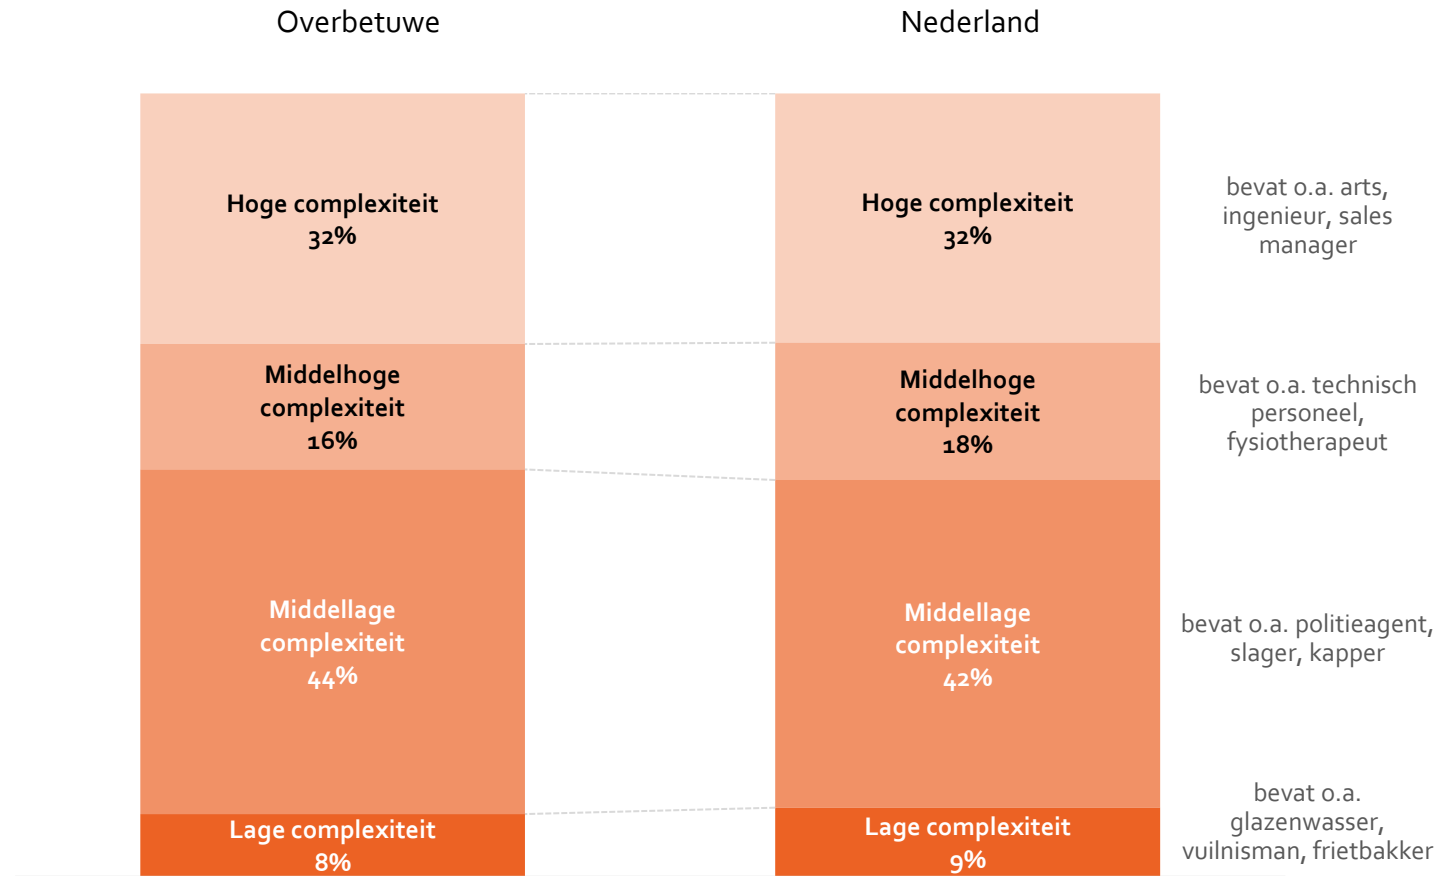 Overbetuwe
Nederland
Hoge complexiteit
32%
Hoge complexiteit
32%
bevat o.a. arts,
ingenieur, sales
manager
Middelhoge
complexiteit
16%
Middelhoge
complexiteit
18%
bevat o.a. technisch
personeel,
fysiotherapeut
Middellage
complexiteit
44%
Middellage
complexiteit
42%
bevat o.a. politieagent,
slager, kapper
Lage complexiteit
8%
Lage complexiteit
9%
bevat o.a.
glazenwasser,
vuilnisman, frietbakker